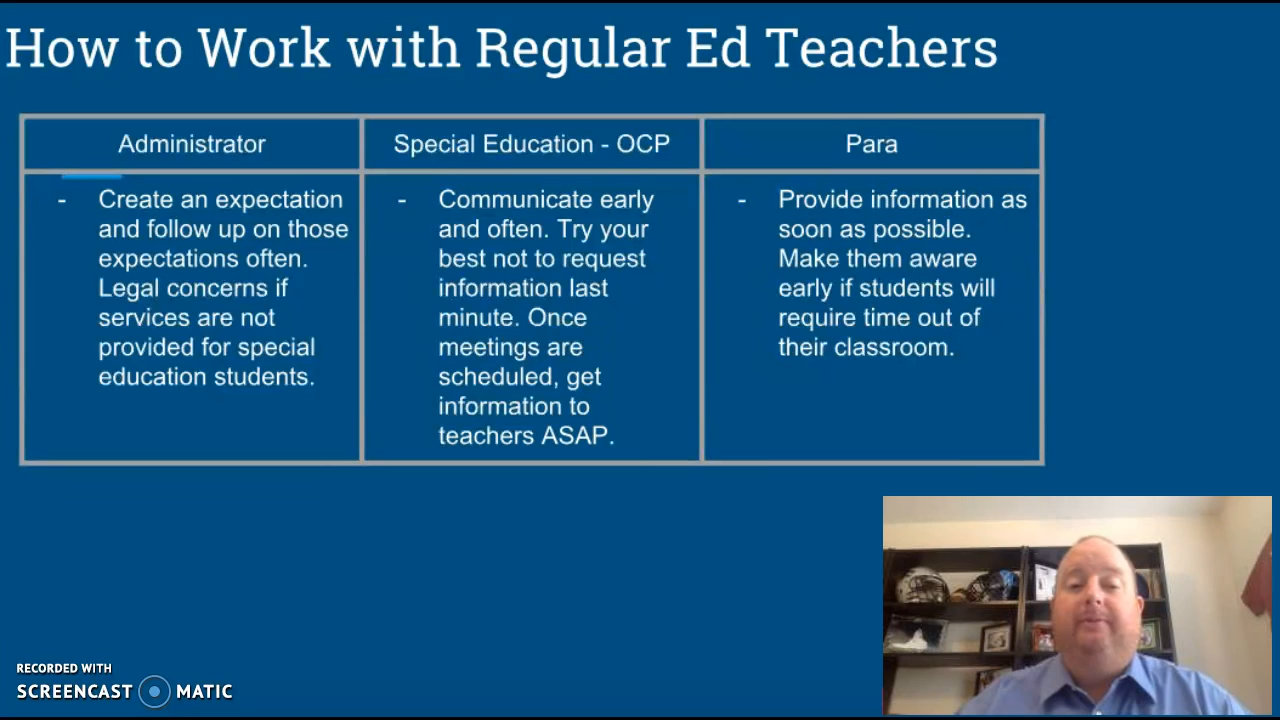 How to Work with Regular Ed Teachers
Administrator
Special Education - OCP
Para
- Create an expectation
and follow up on those
expectations often.
Legal concerns if
services are not
provided for special
education students.
- Communicate early
and often. Try your
best not to request
information last
minute. Once
meetings are
scheduled, get
information to
teachers ASAP.
- Provide information as
soon as possible.
Make them aware
early if students will
require time out of
their classroom.
RECORDED WITH
SCREENCAST MATIC